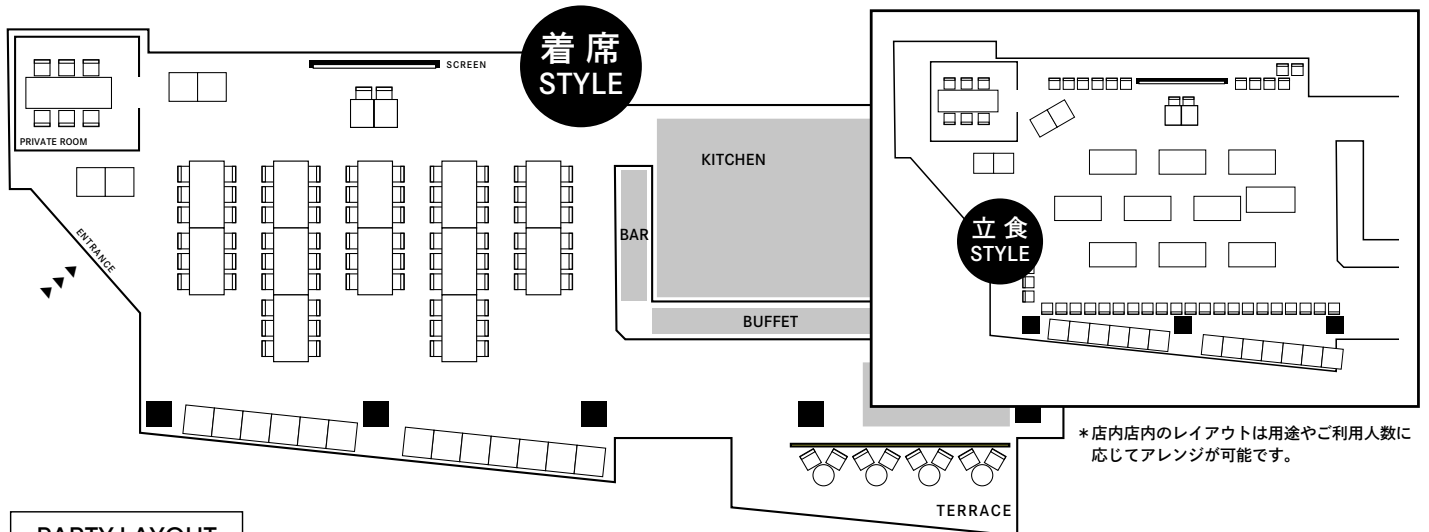 着席
STYLE
SCREEN
PRIVATE ROOM
KITCHEN
BAR
ENTRANCE
BUFFET
立食
STYLE
*店内店内のレイアウトは用途やご利用人数に
応じてアレンジが可能です。
TERRACE
PARTY LAYOUT